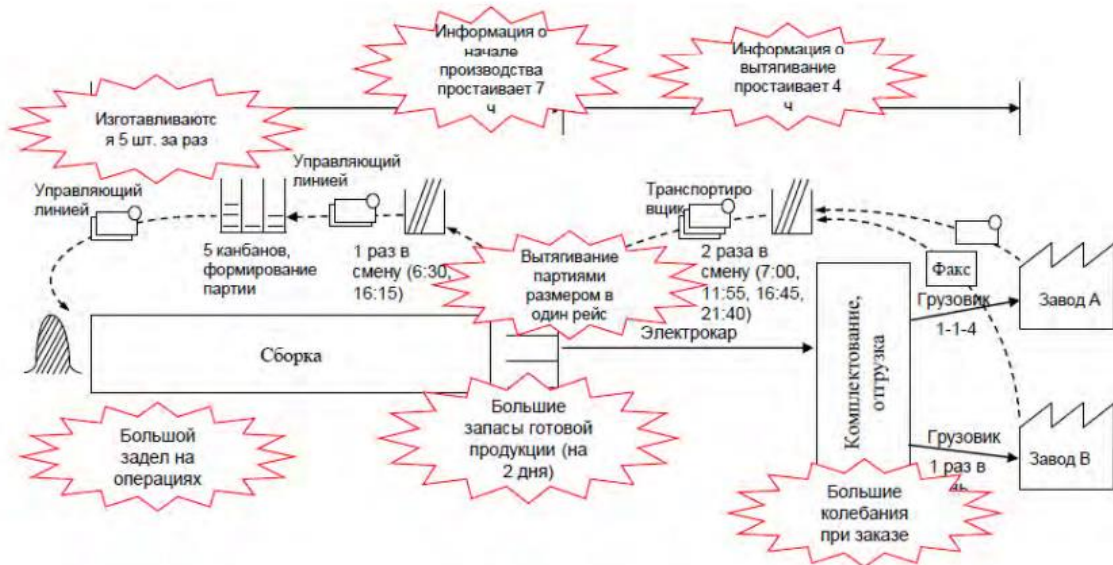 Информация о
начале
производства
простаивает 7
ч
Информация о
вытягивание
простаивает 4
ч
Изготавливаютс
я 5 шт. за раз
Управляющий
линией
Управляющий
линией
Транспортиро
вщик
5 канбанов,
формирование
партии
1 раз в
смену (6:30,
16:15)
Вытягивание
партиями
размером в
один рейс
2 раза в
смену (7:00,
11:55, 16:45,
21:40)
Факс
Грузовик
1-1-4
Завод А
Сборка
Электрокар
Комплектование,
отгрузка
Большой
задел на
операциях
Большие
запасы готовой
продукции (на
2 дня)
Грузовик
1 раз в
Завод В
Большие
колебания
при заказе